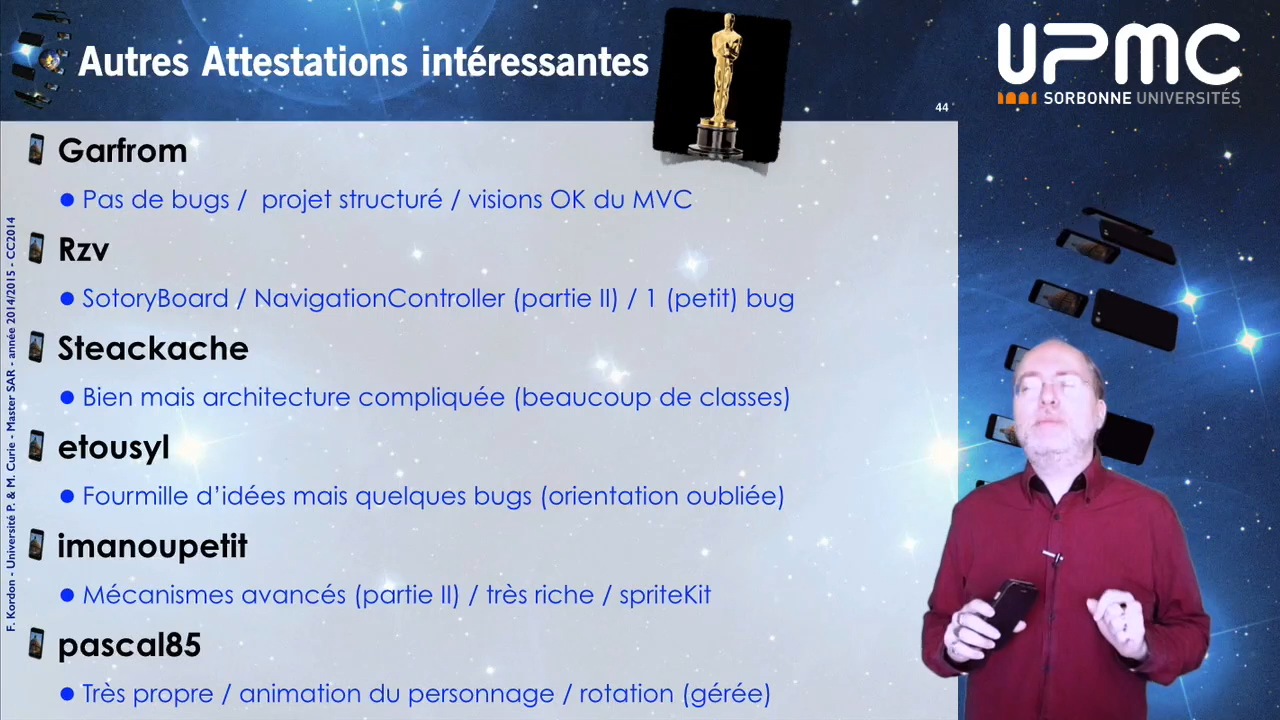 Autres Attestations intéressantes
UPMC
SORBONNE UNIVERSITÉS
44
Garfrom
Pas de bugs / projet structuré / visions OK du MVC
Rzv
SotoryBoard / NavigationController (partie II) / 1 (petit) bug
Steackache
Bien mais architecture compliquée (beaucoup de classes)
etousyl
Fourmille d'idées mais quelques bugs (orientation oubliée)
imanoupetit
Mécanismes avancés (partie II) / très riche / spriteKit
pascal85
Très propre / animation du personnage / rotation (gérée)
F. Kordon - Université P. & M. Curie - Master SAR - année 2014/2015 - CC2014